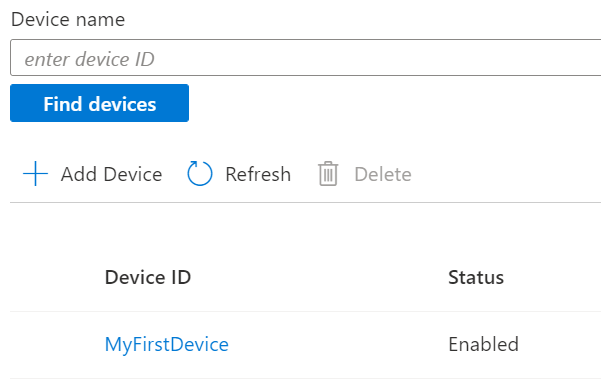 Device name
enter device ID
Find devices
Add Device Refresh Delete
Device ID Status
MyFirstDevice Enabled